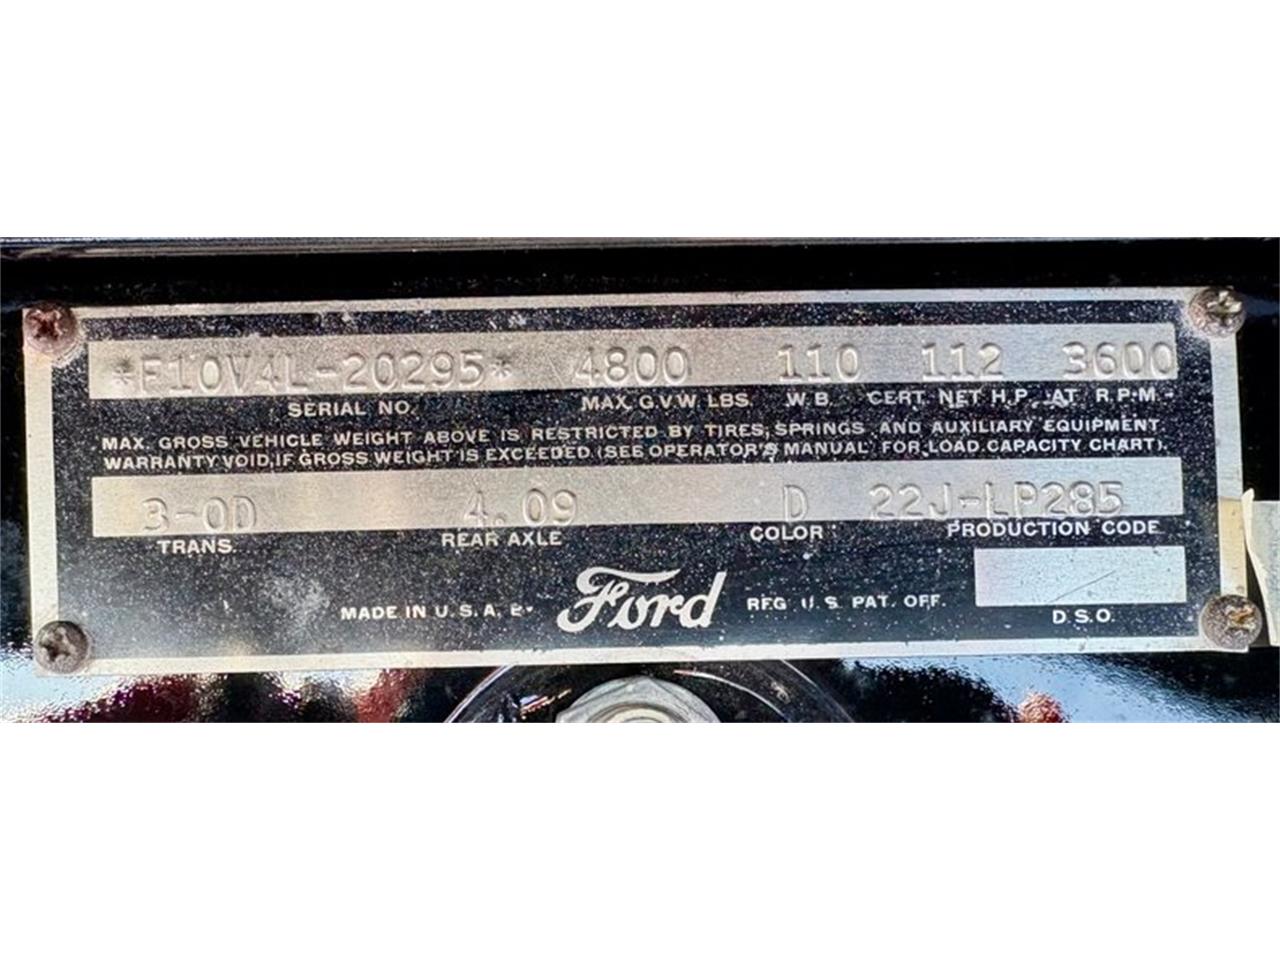 *F10V4L-20295* 4800 110 112 3600
SERIAL NO. MAX. G.V.W. LBS. W.B. CERT. NET H.P. AT R.P.M.
MAX. GROSS VEHICLE WEIGHT ABOVE IS RESTRICTED BY TIRES, SPRINGS AND AUXILIARY EQUIPMENT.
WARRANTY VOID, IF GROSS WEIGHT IS EXCEEDED (SEE OPERATOR'S MANUAL FOR LOAD CAPACITY CHART).
3-OD 4.09 D 22J-LP285
TRANS. REAR AXLE COLOR PRODUCTION CODE
MADE IN U.S.A. Ford REG. U.S. PAT. OFF.
D.S.O.